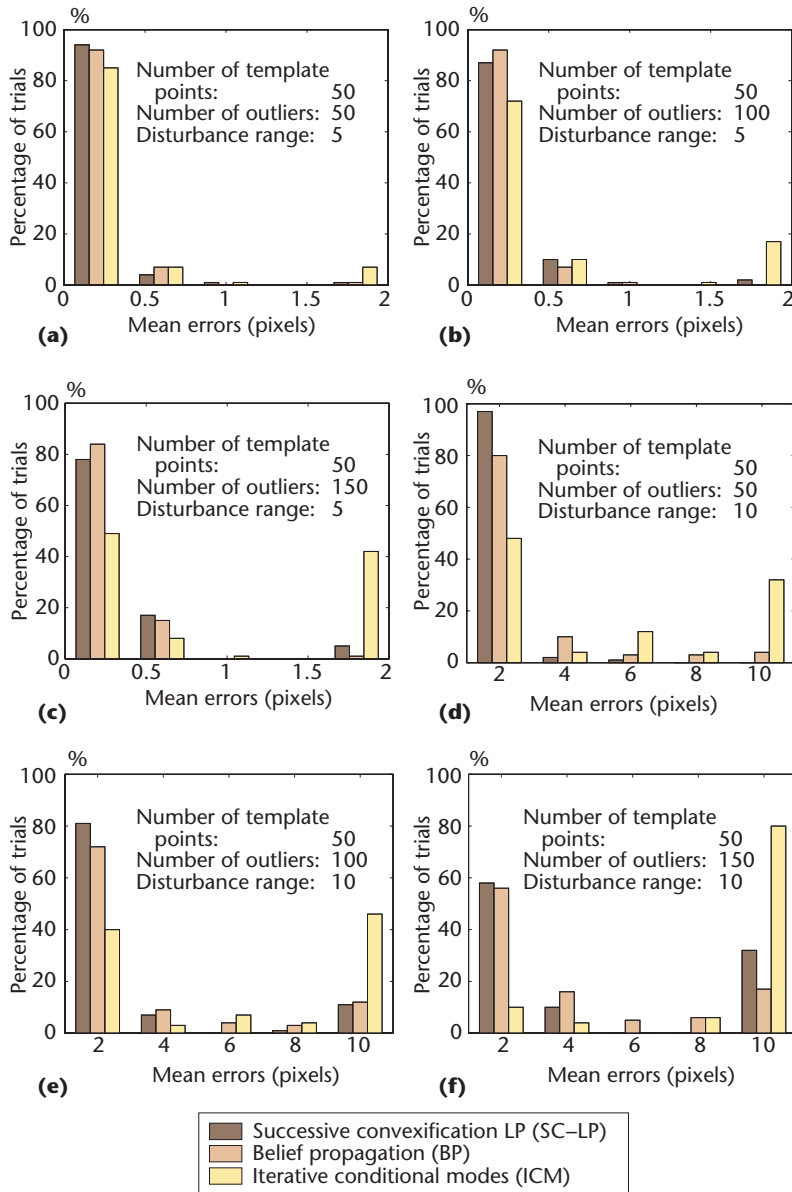 %
100
80
60
40
20
0
Percentage of trials
Number of template
points: 50
Number of outliers: 50
Disturbance range: 5
0 0.5 1 1.5 2
Mean errors (pixels)
(a)
%
100
80
60
40
20
0
Percentage of trials
Number of template
points: 50
Number of outliers: 100
Disturbance range: 5
0 0.5 1 1.5 2
Mean errors (pixels)
(b)
%
100
80
60
40
20
0
Percentage of trials
Number of template
points: 50
Number of outliers: 150
Disturbance range: 5
0 0.5 1 1.5 2
Mean errors (pixels)
(c)
%
100
80
60
40
20
0
Percentage of trials
Number of template
points: 50
Number of outliers: 50
Disturbance range: 10
2 4 6 8 10
Mean errors (pixels)
(d)
%
100
80
60
40
20
0
Percentage of trials
Number of template
points: 50
Number of outliers: 100
Disturbance range: 10
2 4 6 8 10
Mean errors (pixels)
(e)
%
100
80
60
40
20
0
Percentage of trials
Number of template
points: 50
Number of outliers: 150
Disturbance range: 10
2 4 6 8 10
Mean errors (pixels)
(f)
Successive convexification LP (SC–LP)
Belief propagation (BP)
Iterative conditional modes (ICM)